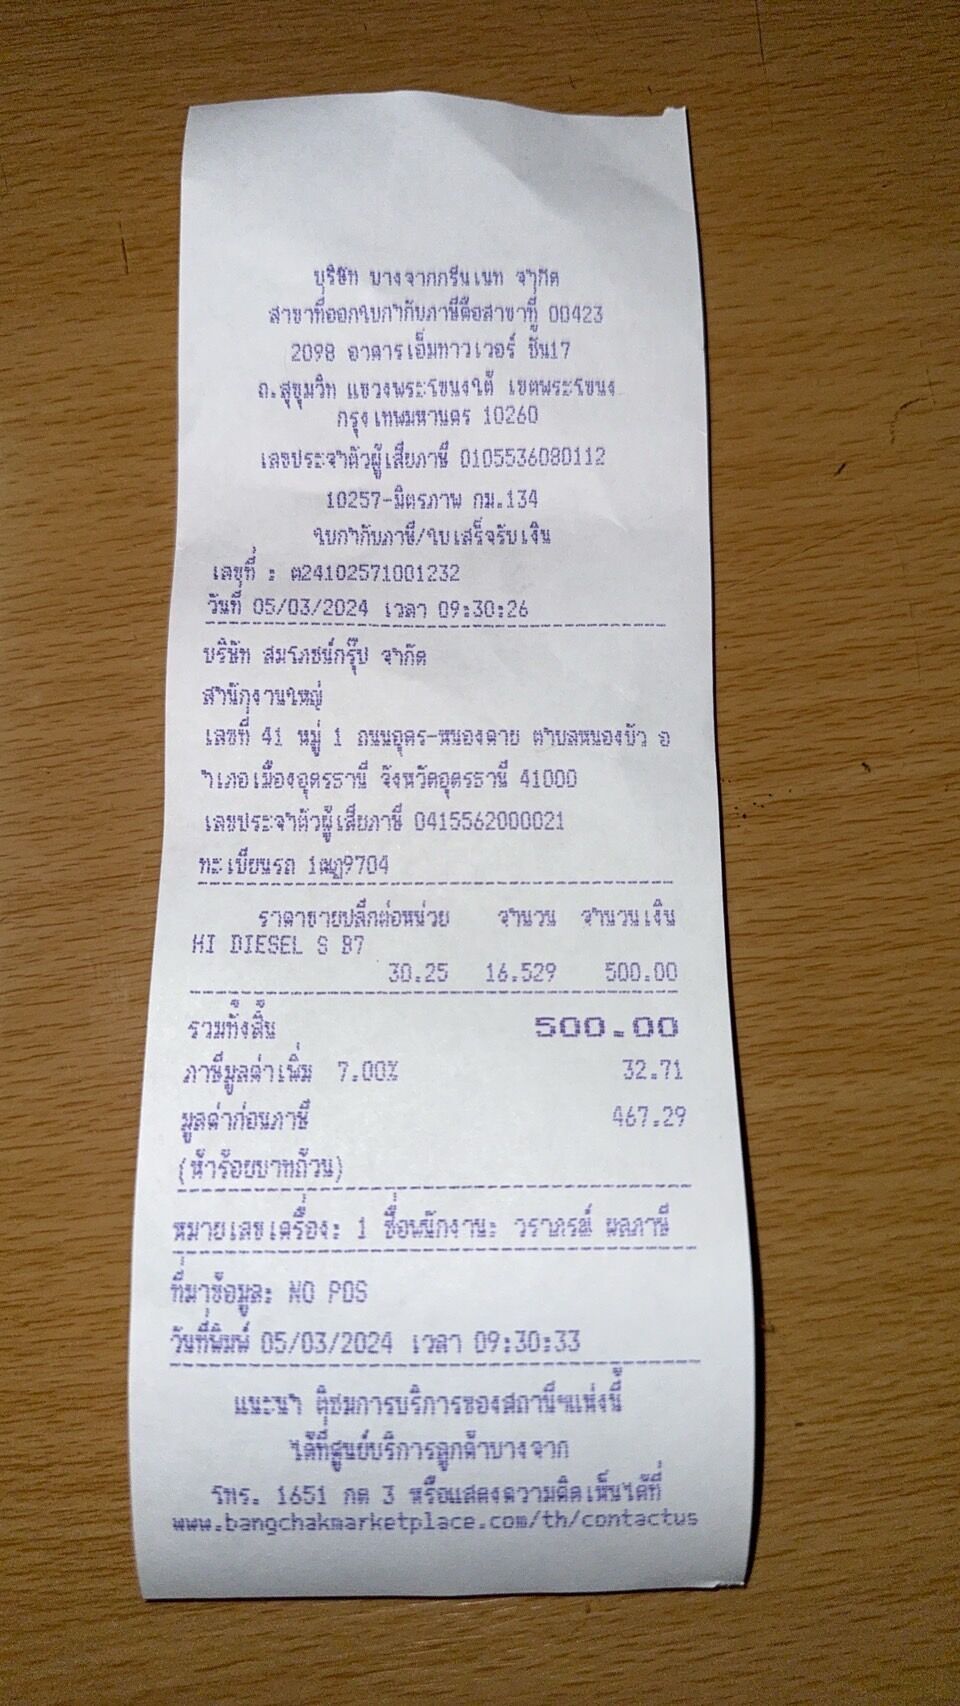 บริษัท บางจากกรีนเนท จำกัด
สาขาที่ออกใบกำกับภาษีคือสาขาที่ 00423
2098 อาคารเอ็มทาวเวอร์ ชั้น17
ถ.สุขุมวิท แขวงพระโขนงใต้ เขตพระโขนง
กรุงเทพมหานคร 10260
เลขประจำตัวผู้เสียภาษี 0105536080112
10257-มิตรภาพ กม.134
ใบกำกับภาษี/ใบเสร็จรับเงิน
เลขที่ : ต24102571001232
วันที่ 05/03/2024 เวลา 09:30:26
บริษัท สมโภชน์กรุ๊ป จำกัด
สำนักงานใหญ่
เลขที่ 41 หมู่ 1 ถนนอุดร-หนองคาย ตำบลหนองบัว อ
ำเภอเมืองอุดรธานี จังหวัดอุดรธานี 41000
เลขประจำตัวผู้เสียภาษี 0415562000021
ทะเบียนรถ 1ฒฎ9704
ราคาขายปลีกต่อหน่วย จำนวน จำนวนเงิน
HI DIESEL S B7
30.25 16.529 500.00
รวมทั้งสิ้น 500.00
ภาษีมูลค่าเพิ่ม 7.00% 32.71
มูลค่าก่อนภาษี 467.29
(ห้าร้อยบาทถ้วน)
หมายเลขเครื่อง: 1 ชื่อพนักงาน: วราภรณ์ ผลภาษี
ที่มาข้อมูล: NO POS
วันที่พิมพ์ 05/03/2024 เวลา 09:30:33
แนะนำ ติชมการบริการของสถานีฯแห่งนี้
ได้ที่ศูนย์บริการลูกค้าบางจาก
โทร. 1651 กด 3 หรือแสดงความคิดเห็นได้ที่
www.bangchakmarketplace.com/th/contactus